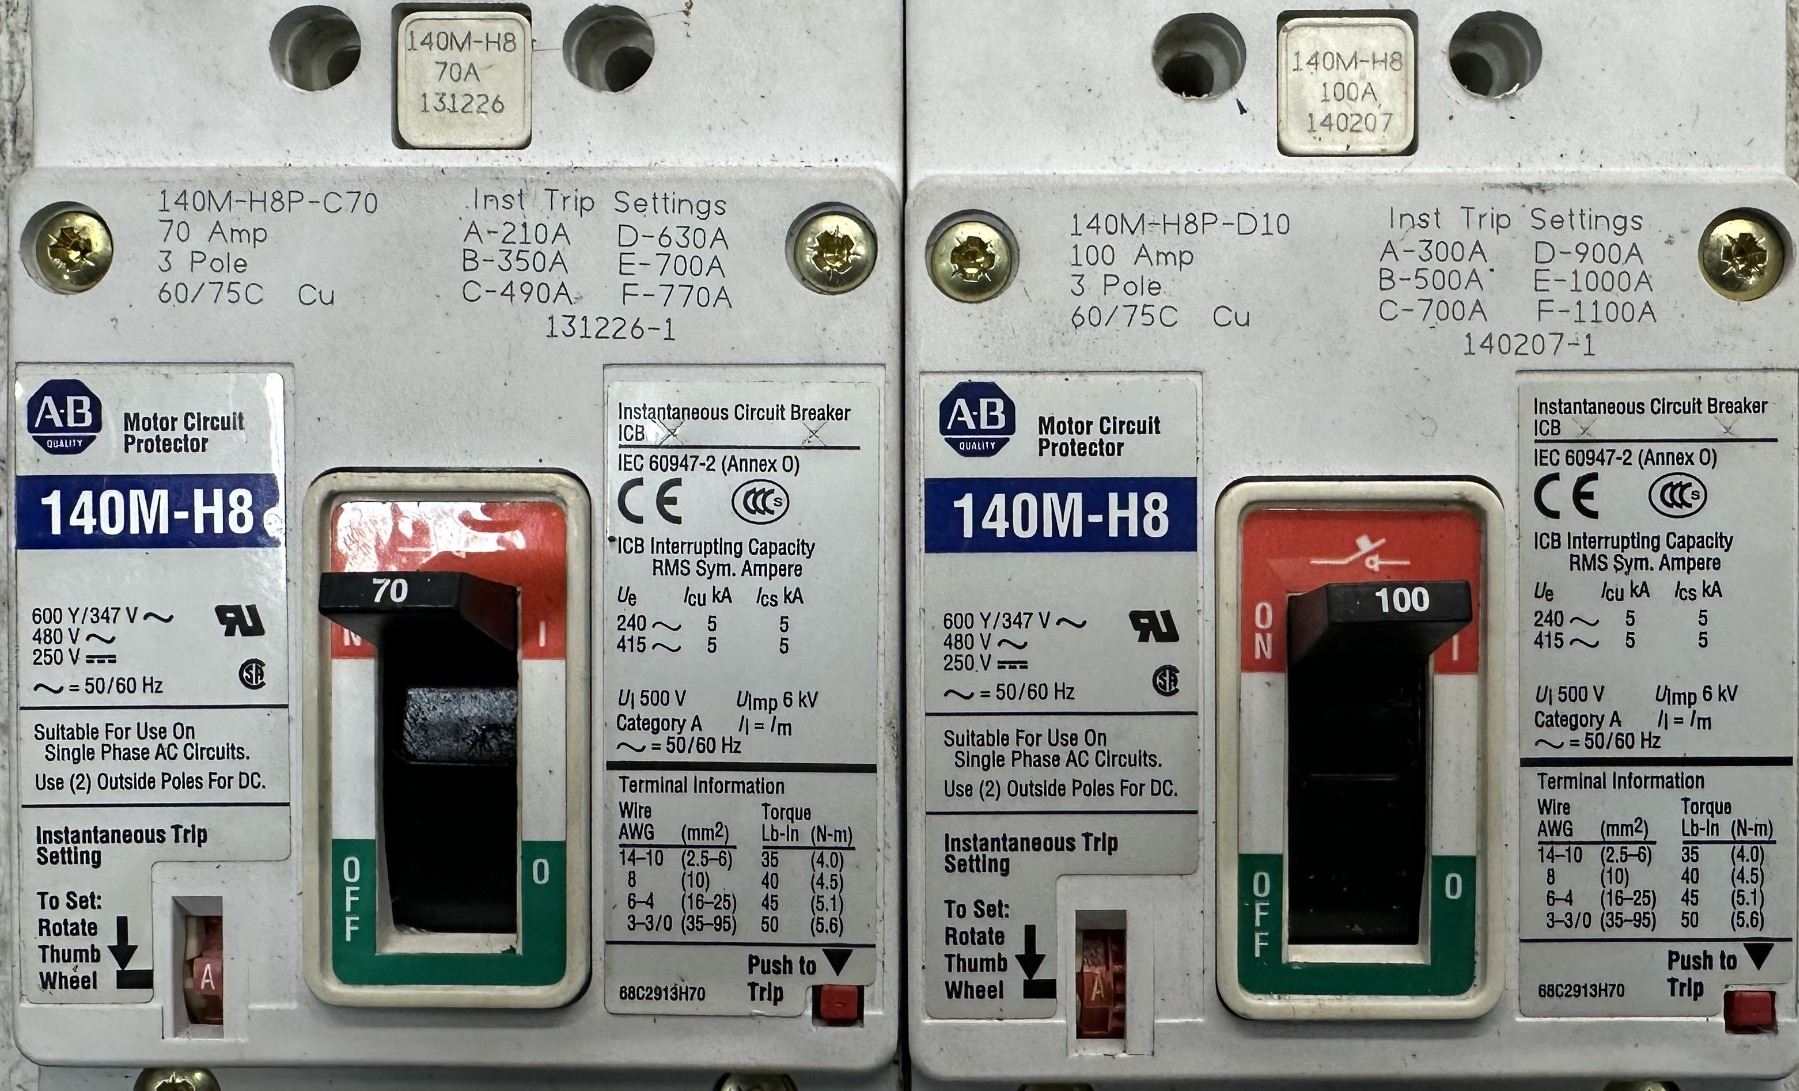 140M-H8
70A
131226
140M-H8P-C70
70 Amp
3 Pole
60/75C Cu
Inst Trip Settings
A-210A D-630A
B-350A E-700A
C-490A F-770A
131226-1
A-B
QUALITY
Motor Circuit
Protector
140M-H8
600 Y/347 V ~
480 V ~
250 V ⎓
~ = 50/60 Hz
Suitable For Use On
Single Phase AC Circuits.
Use (2) Outside Poles For DC.
Instantaneous Trip
Setting
To Set:
Rotate
Thumb
Wheel
A
70
N I
OFF O
Instantaneous Circuit Breaker
ICB
IEC 60947-2 (Annex O)
CE CCC S
ICB Interrupting Capacity
RMS Sym. Ampere
Ue Icu kA Ics kA
240 ~ 5 5
415 ~ 5 5
Ui 500 V UImp 6 kV
Category A Ii = Im
~ = 50/60 Hz
Terminal Information
Wire Torque
AWG (mm2) Lb-In (N-m)
14-10 (2.5-6) 35 (4.0)
8 (10) 40 (4.5)
6-4 (16-25) 45 (5.1)
3-3/0 (35-95) 50 (5.6)
Push to
68C2913H70 Trip
140M-H8
100A
140207
140M-H8P-D10
100 Amp
3 Pole
60/75C Cu
Inst Trip Settings
A-300A D-900A
B-500A E-1000A
C-700A F-1100A
140207-1
A-B
QUALITY
Motor Circuit
Protector
140M-H8
600 Y/347 V ~
480 V ~
250 V ⎓
~ = 50/60 Hz
Suitable For Use On
Single Phase AC Circuits.
Use (2) Outside Poles For DC.
Instantaneous Trip
Setting
To Set:
Rotate
Thumb
Wheel
A
100
ON I
OFF O
Instantaneous Circuit Breaker
ICB
IEC 60947-2 (Annex O)
CE CCC S
ICB Interrupting Capacity
RMS Sym. Ampere
Ue Icu kA Ics kA
240 ~ 5 5
415 ~ 5 5
Ui 500 V UImp 6 kV
Category A Ii = Im
~ = 50/60 Hz
Terminal Information
Wire Torque
AWG (mm2) Lb-In (N-m)
14-10 (2.5-6) 35 (4.0)
8 (10) 40 (4.5)
6-4 (16-25) 45 (5.1)
3-3/0 (35-95) 50 (5.6)
Push to
68C2913H70 Trip